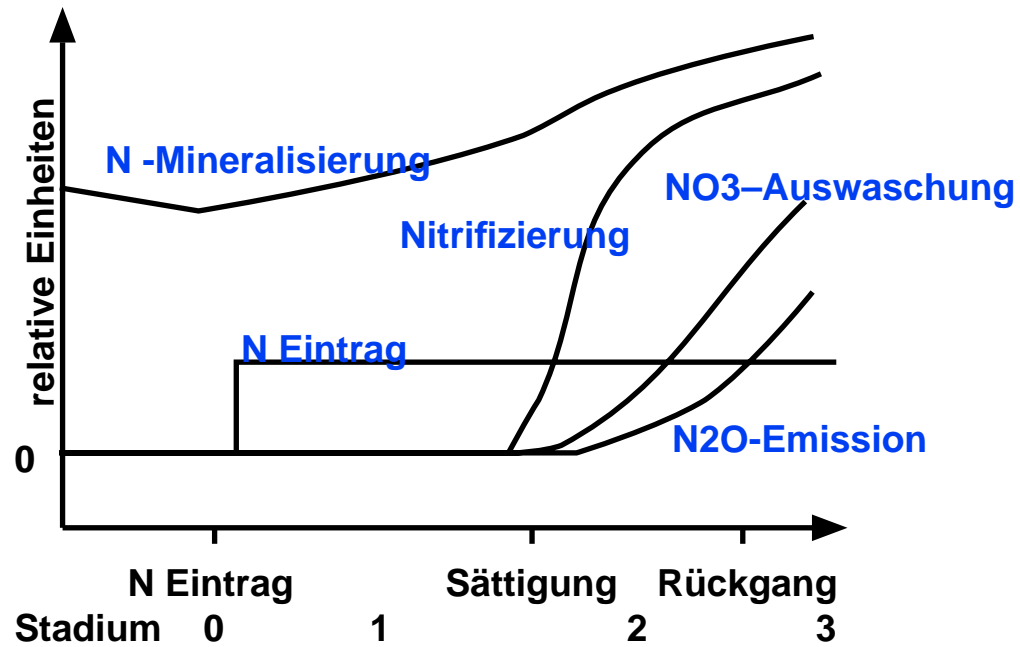 relative Einheiten
N -Mineralisierung
NO3–Auswaschung
Nitrifizierung
N Eintrag
N2O-Emission
0
N Eintrag Sättigung Rückgang
Stadium 0 1 2 3